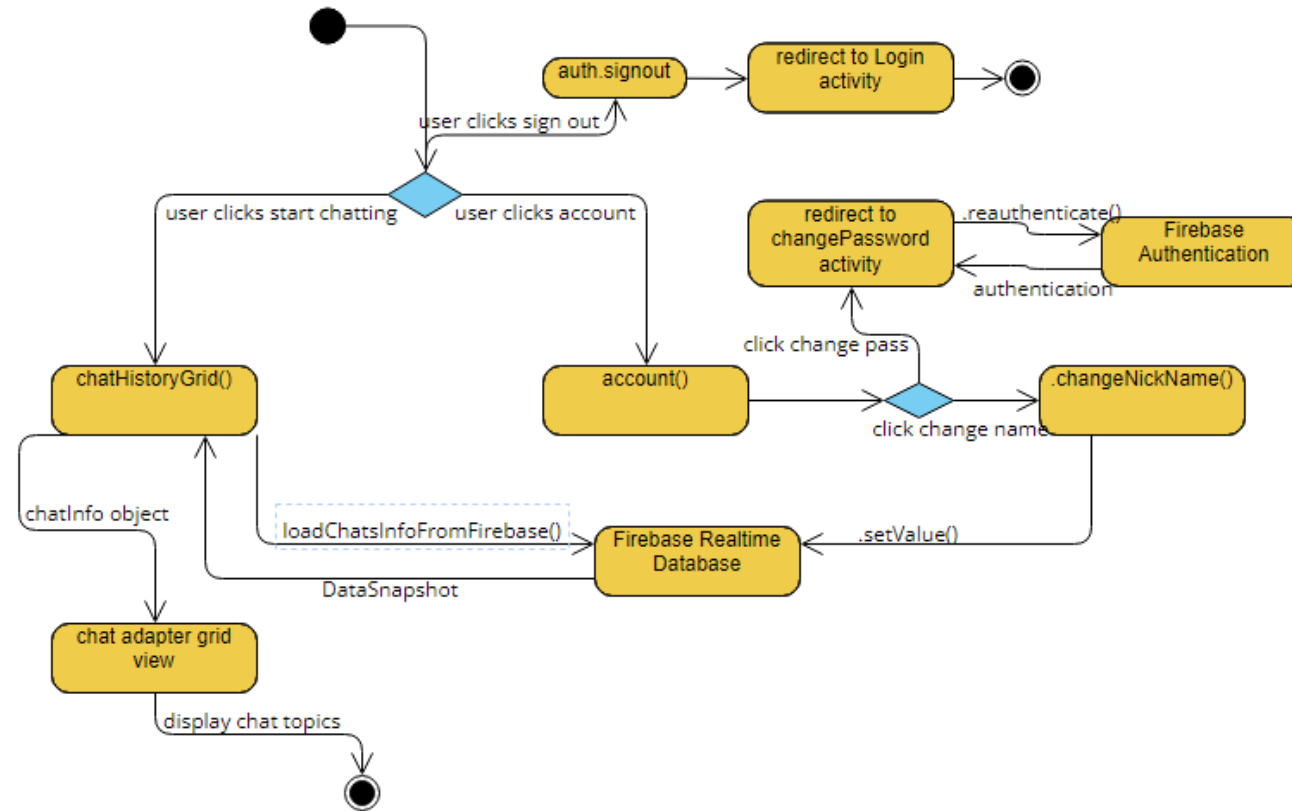 auth.signout
redirect to Login
activity
user clicks sign out
user clicks start chatting
user clicks account
redirect to
changePassword
activity
.reauthenticate()
Firebase
Authentication
authentication
click change pass
chatHistoryGrid()
account()
.changeNickName()
click change name
chatInfo object
loadChatsInfoFromFirebase()
Firebase Realtime
Database
.setValue()
DataSnapshot
chat adapter grid
view
display chat topics